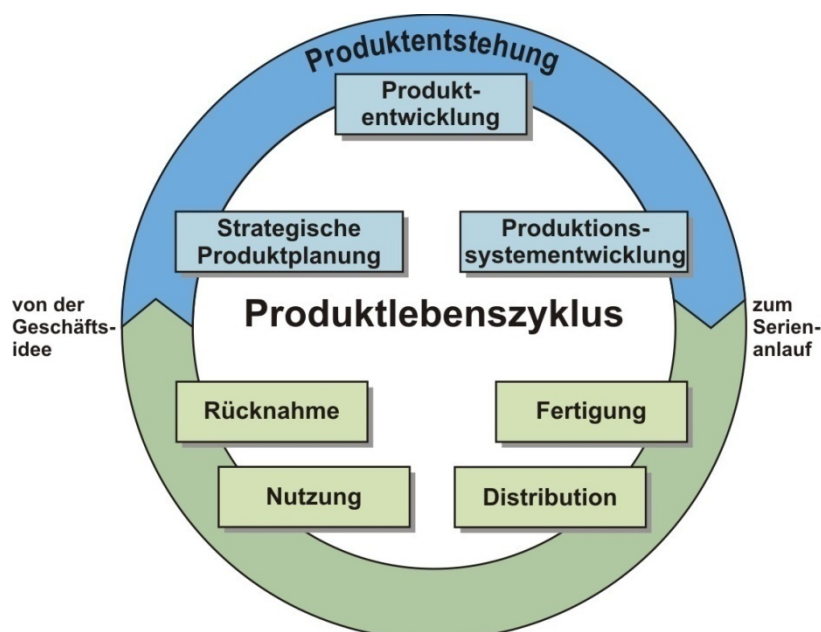 Produktentstehung
Produkt-
entwicklung
Strategische
Produktplanung
Produktions-
systementwicklung
von der
Geschäfts-
idee
Produktlebenszyklus
zum
Serien-
anlauf
Rücknahme
Fertigung
Nutzung
Distribution